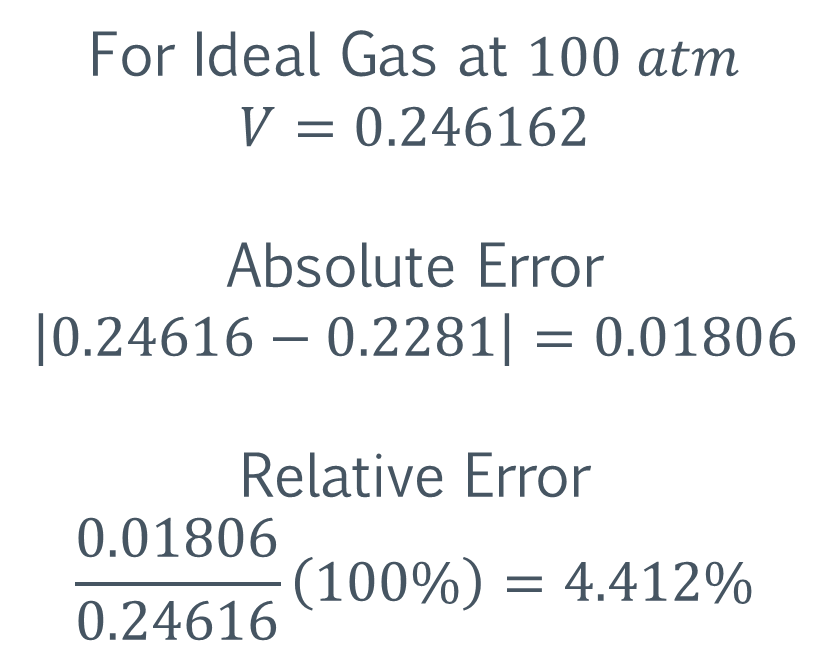 For Ideal Gas at 100 atm
V = 0.246162
Absolute Error
|0.24616 − 0.2281| = 0.01806
Relative Error
0.01806
(100%) = 4.412%
0.24616